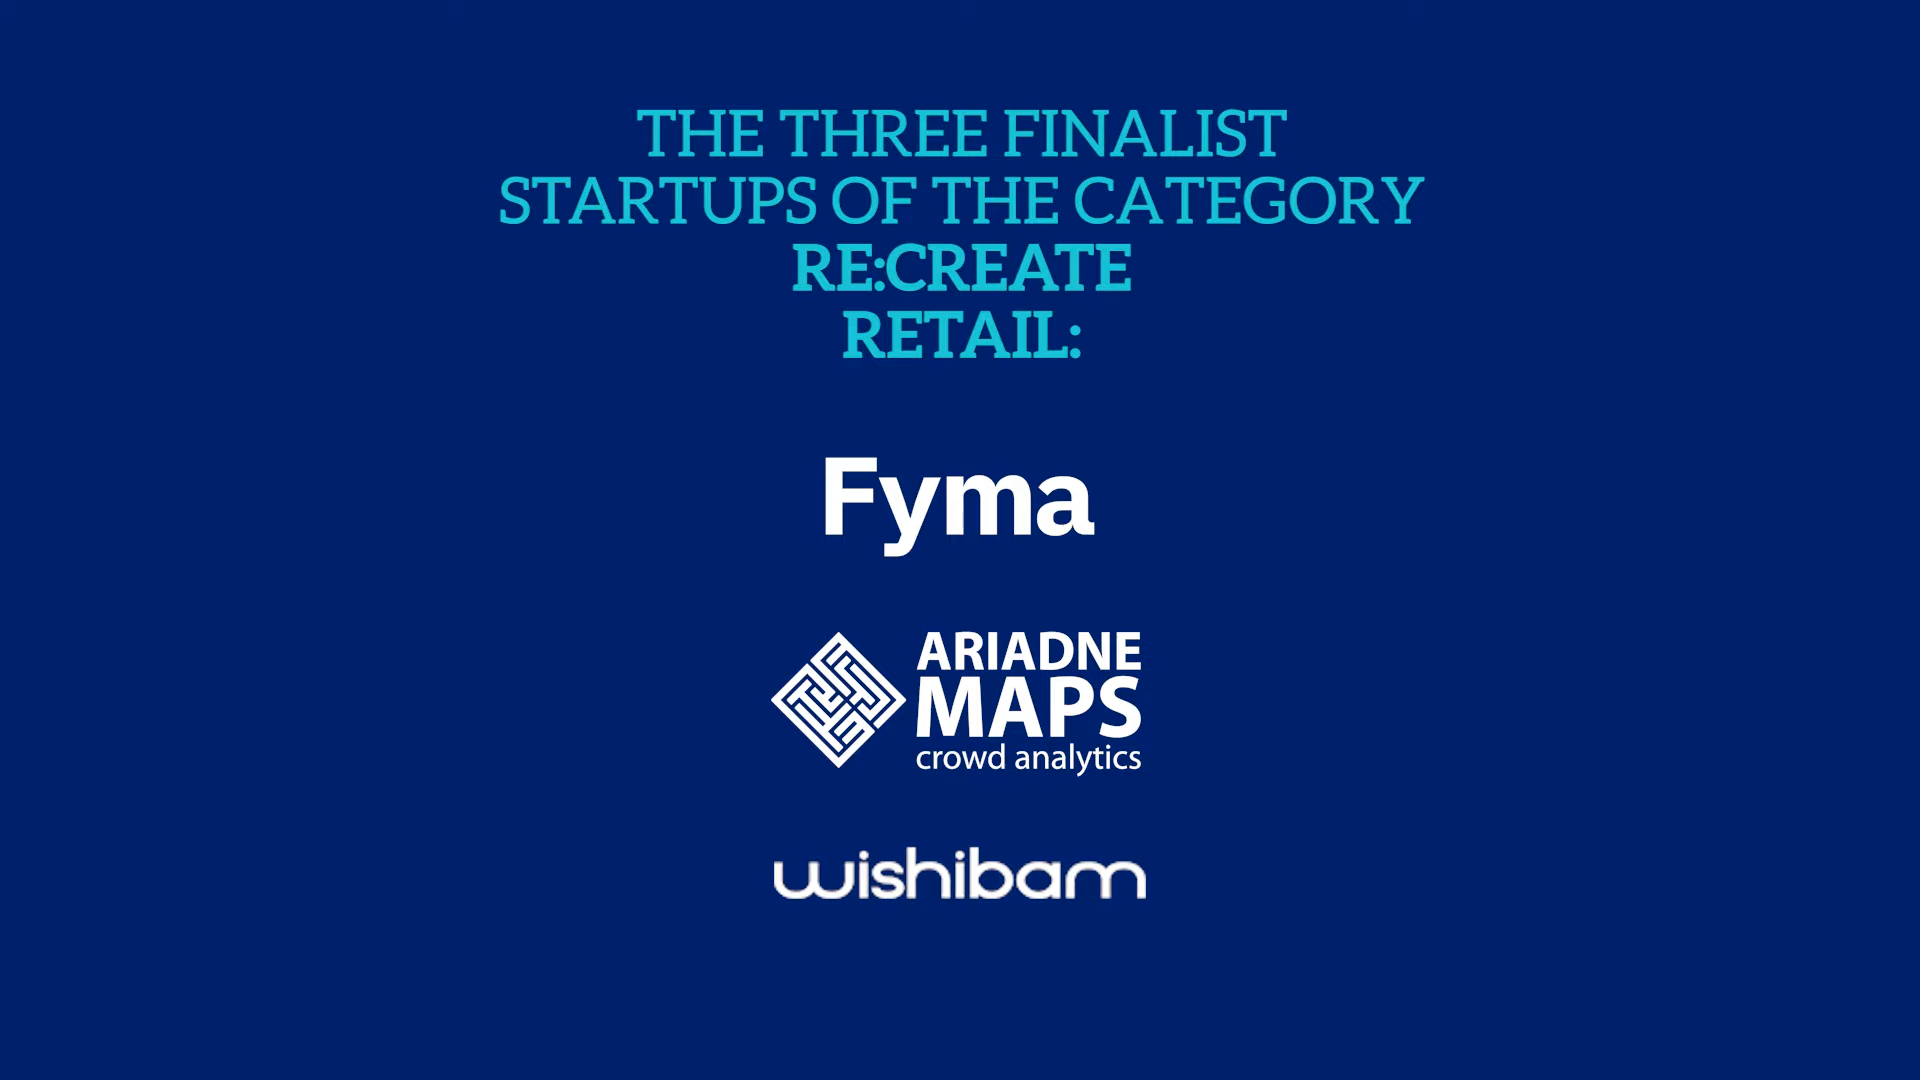 THE THREE FINALIST
STARTUPS OF THE CATEGORY
RE:CREATE
RETAIL:
Fyma
ARIADNE
MAPS
crowd analytics
wishibam